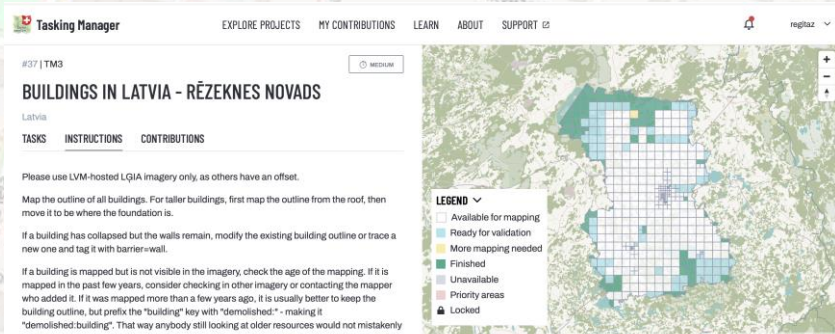 Tasking Manager
EXPLORE PROJECTS MY CONTRIBUTIONS LEARN ABOUT SUPPORT
regitaz
#37 | TM3
MEDIUM
BUILDINGS IN LATVIA - RĒZEKNES NOVADS
Latvia
TASKS INSTRUCTIONS CONTRIBUTIONS
Please use LVM-hosted LĢIA imagery only, as others have an offset.
Map the outline of all buildings. For taller buildings, first map the outline from the roof, then
move it to be where the foundation is.
If a building has collapsed but the walls remain, modify the existing building outline or trace a
new one and tag it with barrier=wall.
If a building is mapped but is not visible in the imagery, check the age of the mapping. If it is
mapped in the past few years, consider checking in other imagery or contacting the mapper
who added it. If it was mapped more than a few years ago, it is usually better to keep the
building outline, but prefix the "building" key with "demolished:" - making it
"demolished:building". That way anybody still looking at older resources would not mistakenly
+
−
LEGEND
Available for mapping
Ready for validation
More mapping needed
Finished
Unavailable
Priority areas
Locked